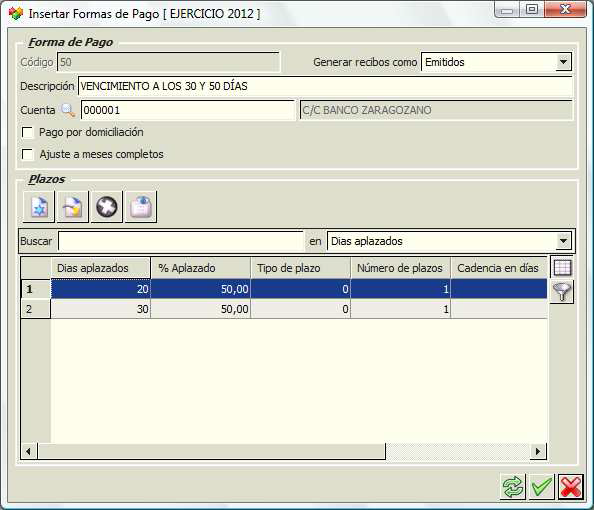 Insertar Formas de Pago [ EJERCICIO 2012 ]
Forma de Pago
Código 50 Generar recibos como Emitidos
Descripción VENCIMIENTO A LOS 30 Y 50 DÍAS
Cuenta 000001 C/C BANCO ZARAGOZANO
Pago por domiciliación
Ajuste a meses completos
Plazos
Buscar en Dias aplazados
Dias aplazados % Aplazado Tipo de plazo Número de plazos Cadencia en días
1 20 50,00 0 1
2 30 50,00 0 1